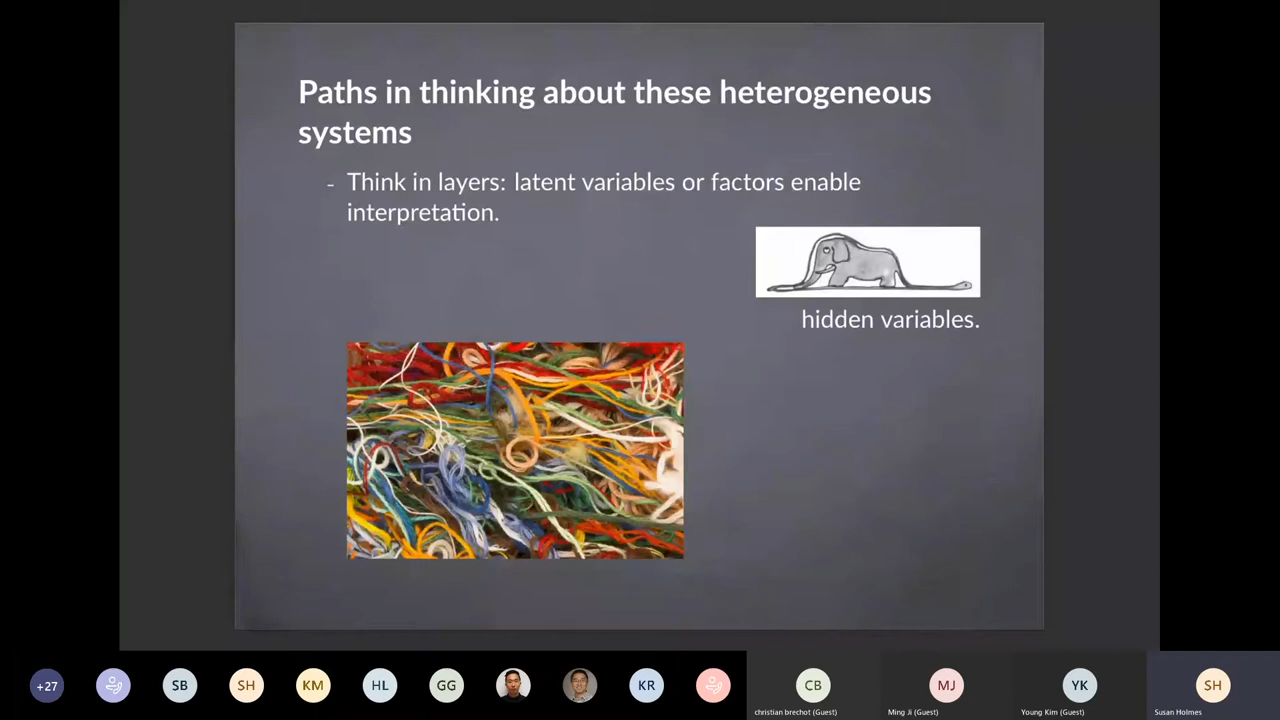 Paths in thinking about these heterogeneous
systems
- Think in layers: latent variables or factors enable
interpretation.
hidden variables.
+27
SB
SH
KM
HL
GG
KR
CB
MJ
YK
SH
christian brechot (Guest)
Ming Ji (Guest)
Young Kim (Guest)
Susan Holmes